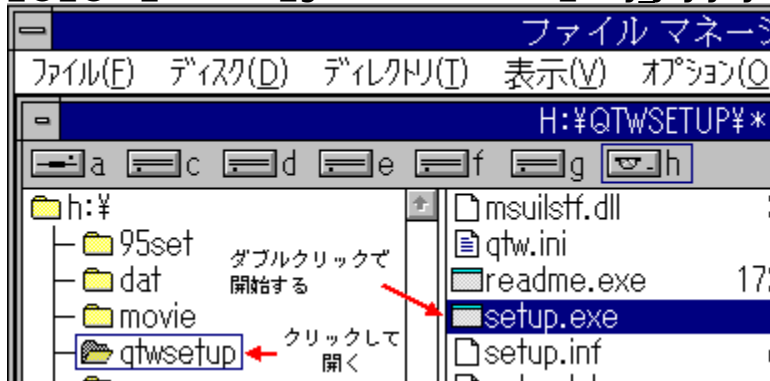 ファイル マネージ
ファイル(F) ディスク(D) ディレクトリ(T) 表示(V) オプション(O
H:¥QTWSETUP¥*
a c d e f g h
h:¥
95set
dat
movie
qtwsetup
ダブルクリックで
開始する
クリックして
開く
msuilstf.dll
qtw.ini
readme.exe 17
setup.exe
setup.inf